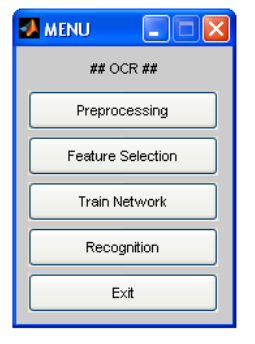 MENU
## OCR ##
Preprocessing
Feature Selection
Train Network
Recognition
Exit